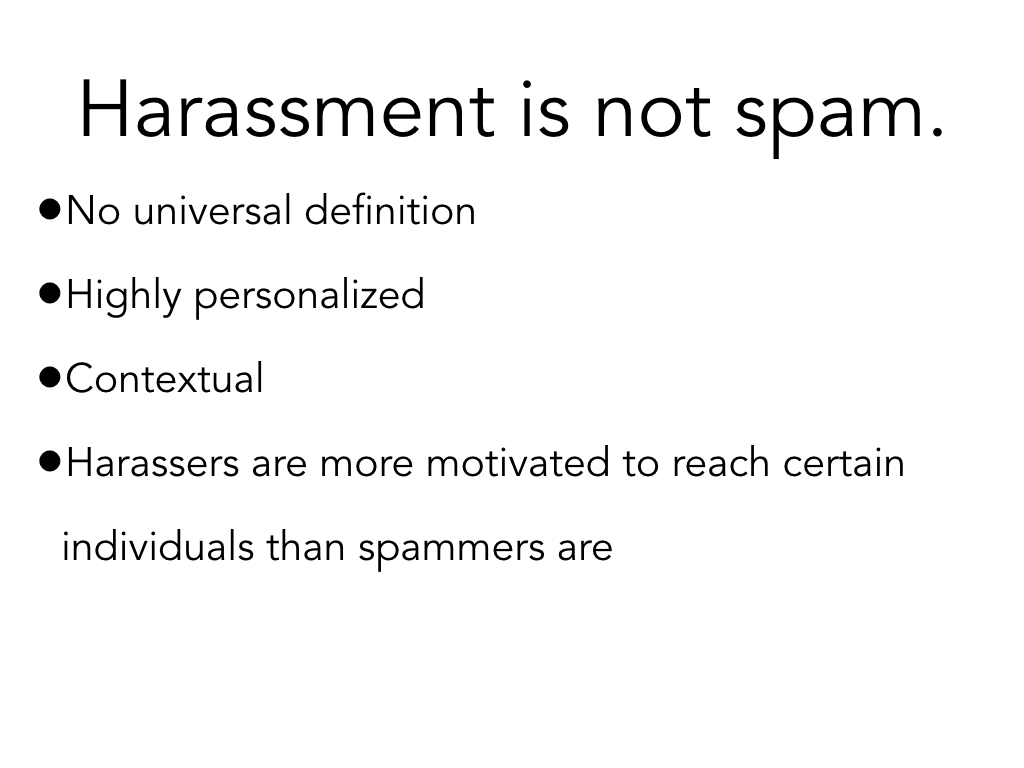 Harassment is not spam.
•No universal definition
•Highly personalized
•Contextual
•Harassers are more motivated to reach certain
individuals than spammers are